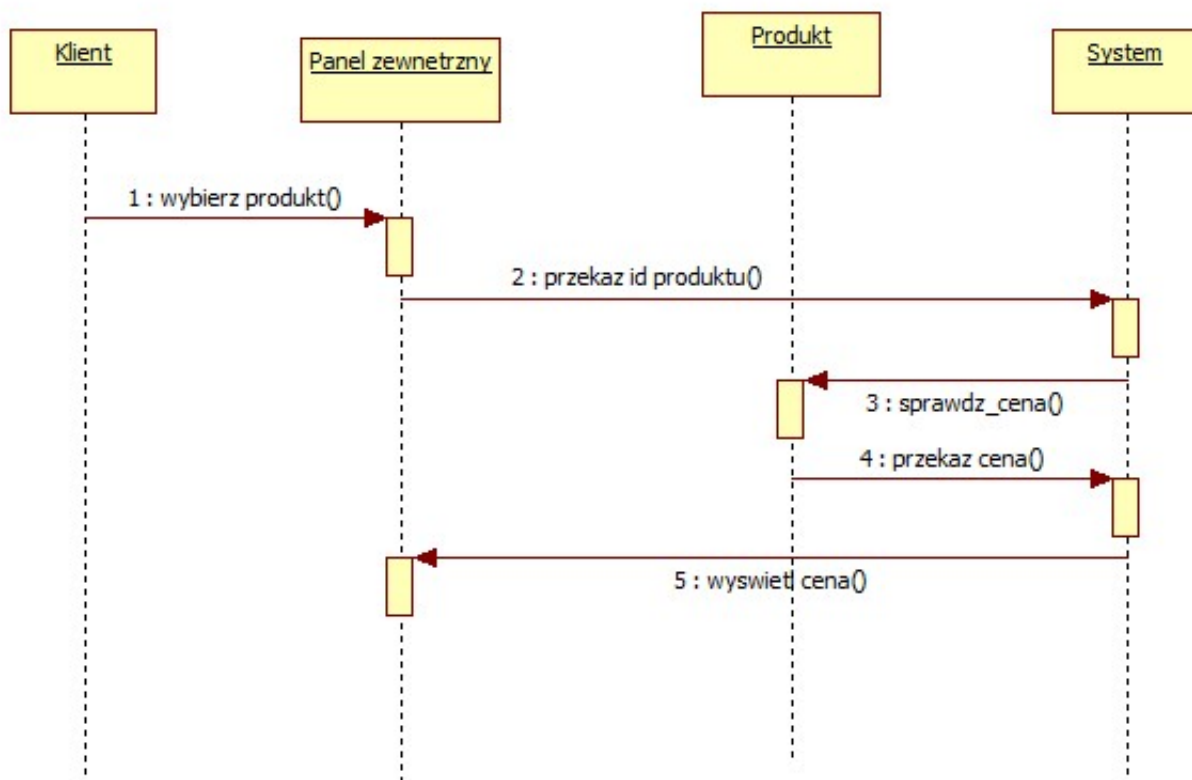 Klient
Panel zewnetrzny
Produkt
System
1 : wybierz produkt()
2 : przekaz id produktu()
3 : sprawdz_cena()
4 : przekaz cena()
5 : wyswietl cena()